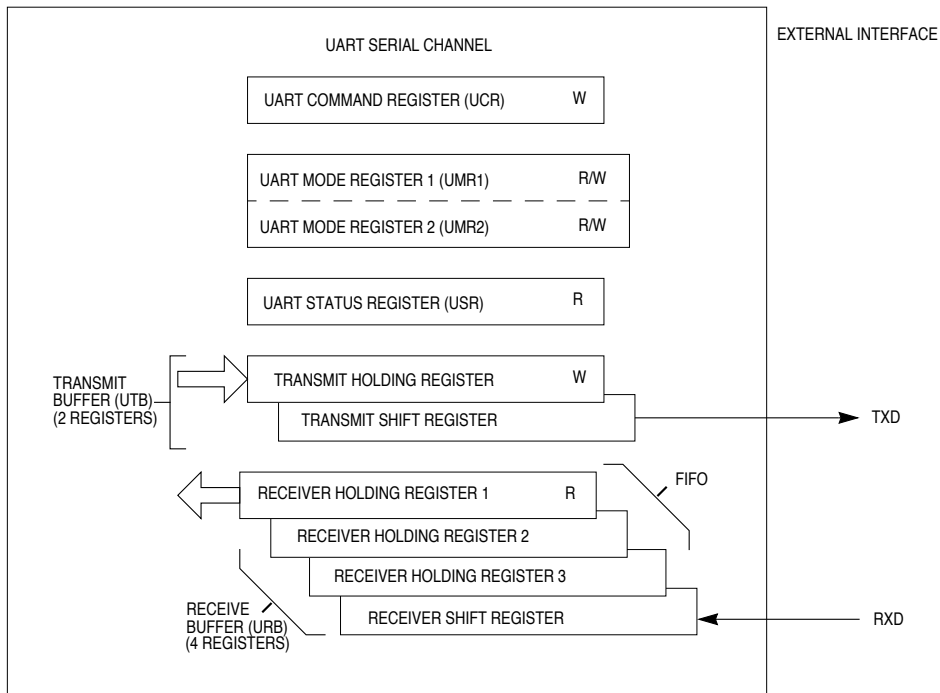 EXTERNAL INTERFACE
UART SERIAL CHANNEL
UART COMMAND REGISTER (UCR) W
UART MODE REGISTER 1 (UMR1) R/W
UART MODE REGISTER 2 (UMR2) R/W
UART STATUS REGISTER (USR) R
TRANSMIT
BUFFER (UTB)
(2 REGISTERS)
TRANSMIT HOLDING REGISTER W
TRANSMIT SHIFT REGISTER
TXD
RECEIVER HOLDING REGISTER 1 R
FIFO
RECEIVER HOLDING REGISTER 2
RECEIVER HOLDING REGISTER 3
RECEIVER SHIFT REGISTER
RECEIVE
BUFFER (URB)
(4 REGISTERS)
RXD